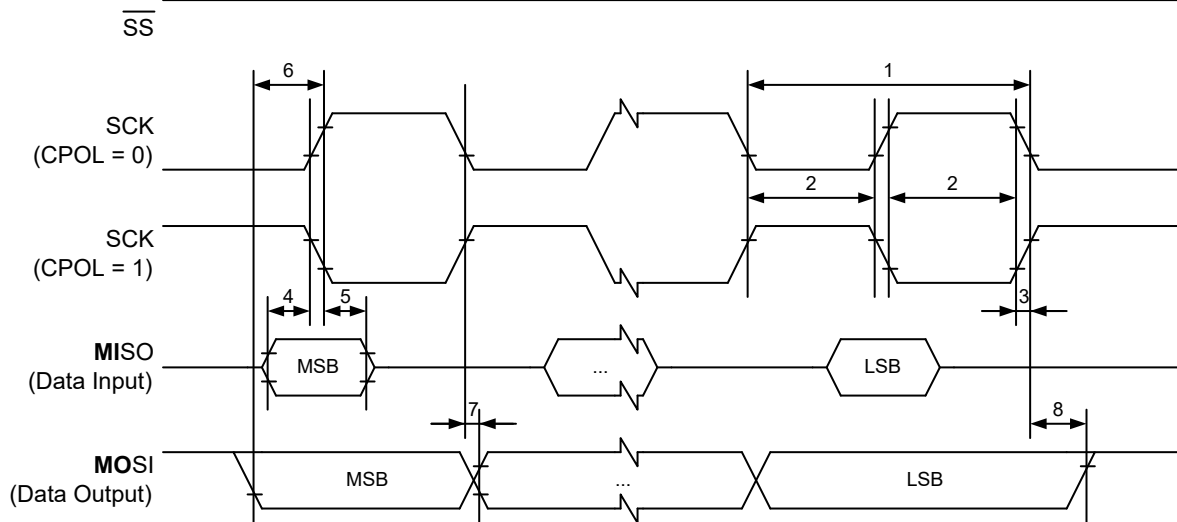 SS
6
1
SCK
(CPOL = 0)
2
2
SCK
(CPOL = 1)
4
5
3
MISO
(Data Input)
MSB
...
LSB
7
8
MOSI
(Data Output)
MSB
...
LSB